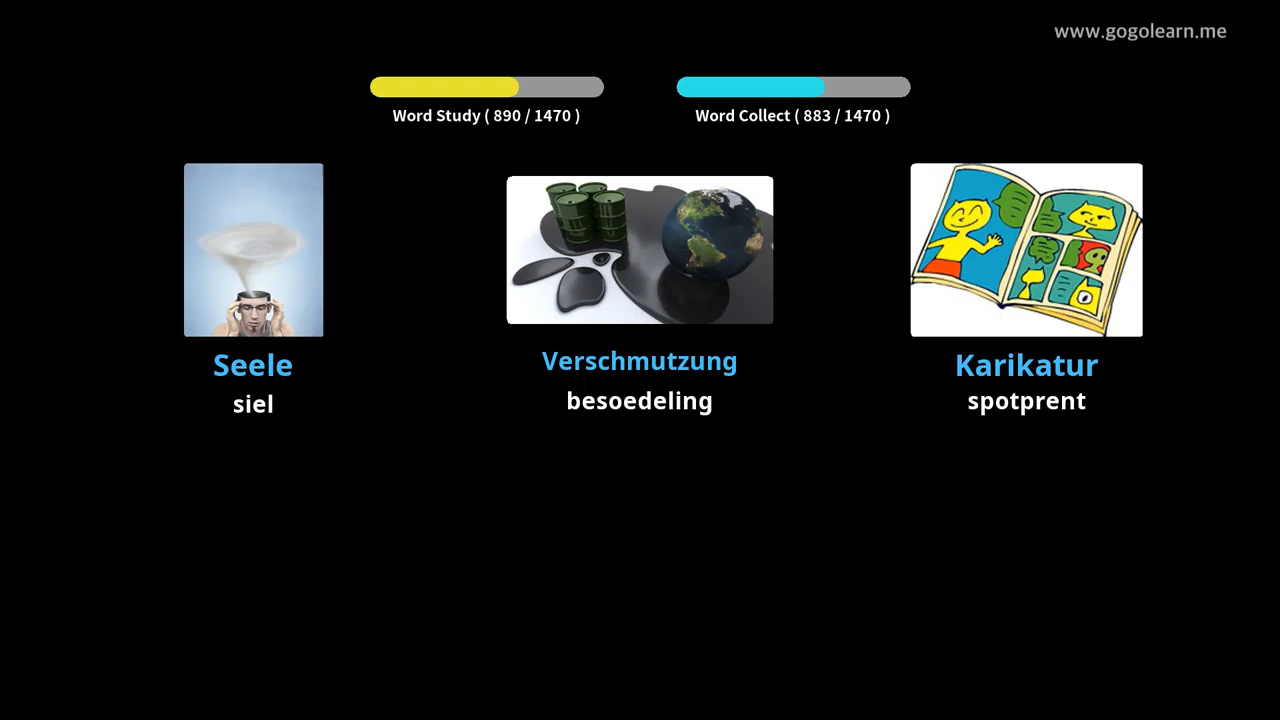 www.gogolearn.me
Word Study ( 890 / 1470 )
Word Collect ( 883 / 1470 )
Seele
siel
Verschmutzung
besoedeling
Karikatur
spotprent